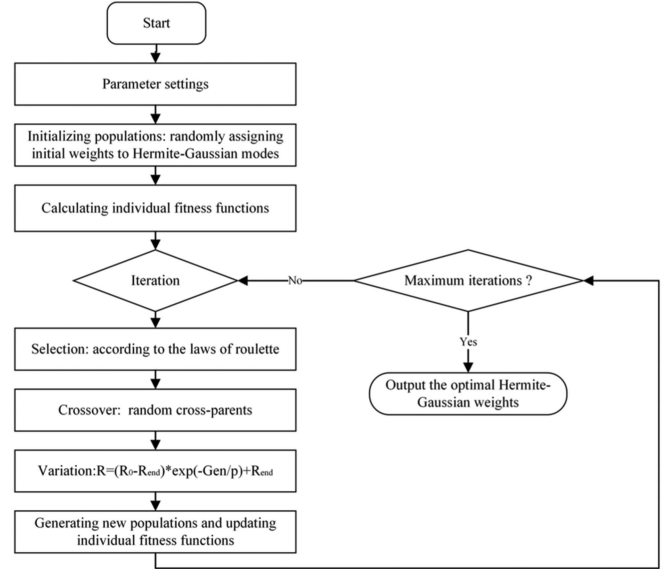 Start
Parameter settings
Initializing populations: randomly assigning
initial weights to Hermite-Gaussian modes
Calculating individual fitness functions
Iteration
No
Maximum iterations ?
Yes
Output the optimal Hermite-
Gaussian weights
Selection: according to the laws of roulette
Crossover: random cross-parents
Variation:R=(R0-Rend)*exp(-Gen/p)+Rend
Generating new populations and updating
individual fitness functions